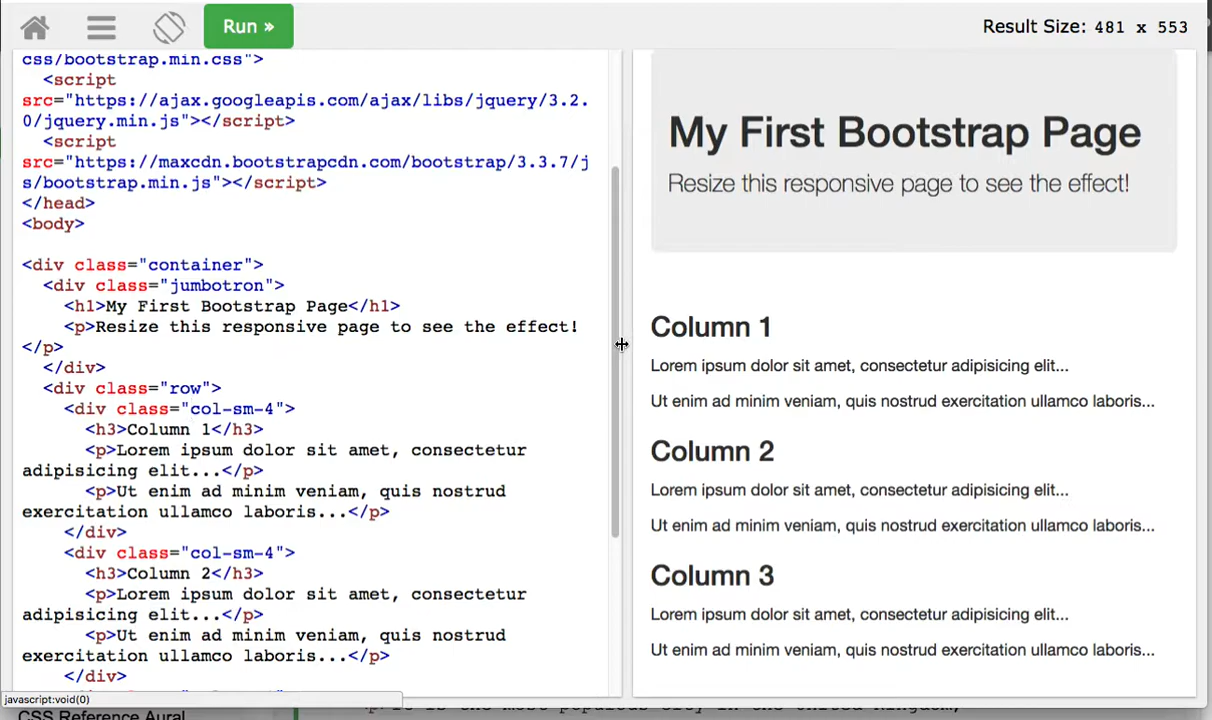 Run »
Result Size: 481 x 553
css/bootstrap.min.css">
<script
src="https://ajax.googleapis.com/ajax/libs/jquery/3.2.
0/jquery.min.js"></script>
<script
src="https://maxcdn.bootstrapcdn.com/bootstrap/3.3.7/j
s/bootstrap.min.js"></script>
</head>
<body>
<div class="container">
<div class="jumbotron">
<h1>My First Bootstrap Page</h1>
<p>Resize this responsive page to see the effect!
</p>
</div>
<div class="row">
<div class="col-sm-4">
<h3>Column 1</h3>
<p>Lorem ipsum dolor sit amet, consectetur
adipisicing elit...</p>
<p>Ut enim ad minim veniam, quis nostrud
exercitation ullamco laboris...</p>
</div>
<div class="col-sm-4">
<h3>Column 2</h3>
<p>Lorem ipsum dolor sit amet, consectetur
adipisicing elit...</p>
<p>Ut enim ad minim veniam, quis nostrud
exercitation ullamco laboris...</p>
</div>
My First Bootstrap Page
Resize this responsive page to see the effect!
Column 1
Lorem ipsum dolor sit amet, consectetur adipisicing elit...
Ut enim ad minim veniam, quis nostrud exercitation ullamco laboris...
Column 2
Lorem ipsum dolor sit amet, consectetur adipisicing elit...
Ut enim ad minim veniam, quis nostrud exercitation ullamco laboris...
Column 3
Lorem ipsum dolor sit amet, consectetur adipisicing elit...
Ut enim ad minim veniam, quis nostrud exercitation ullamco laboris...
javascript:void(0)
CSS Reference Aural